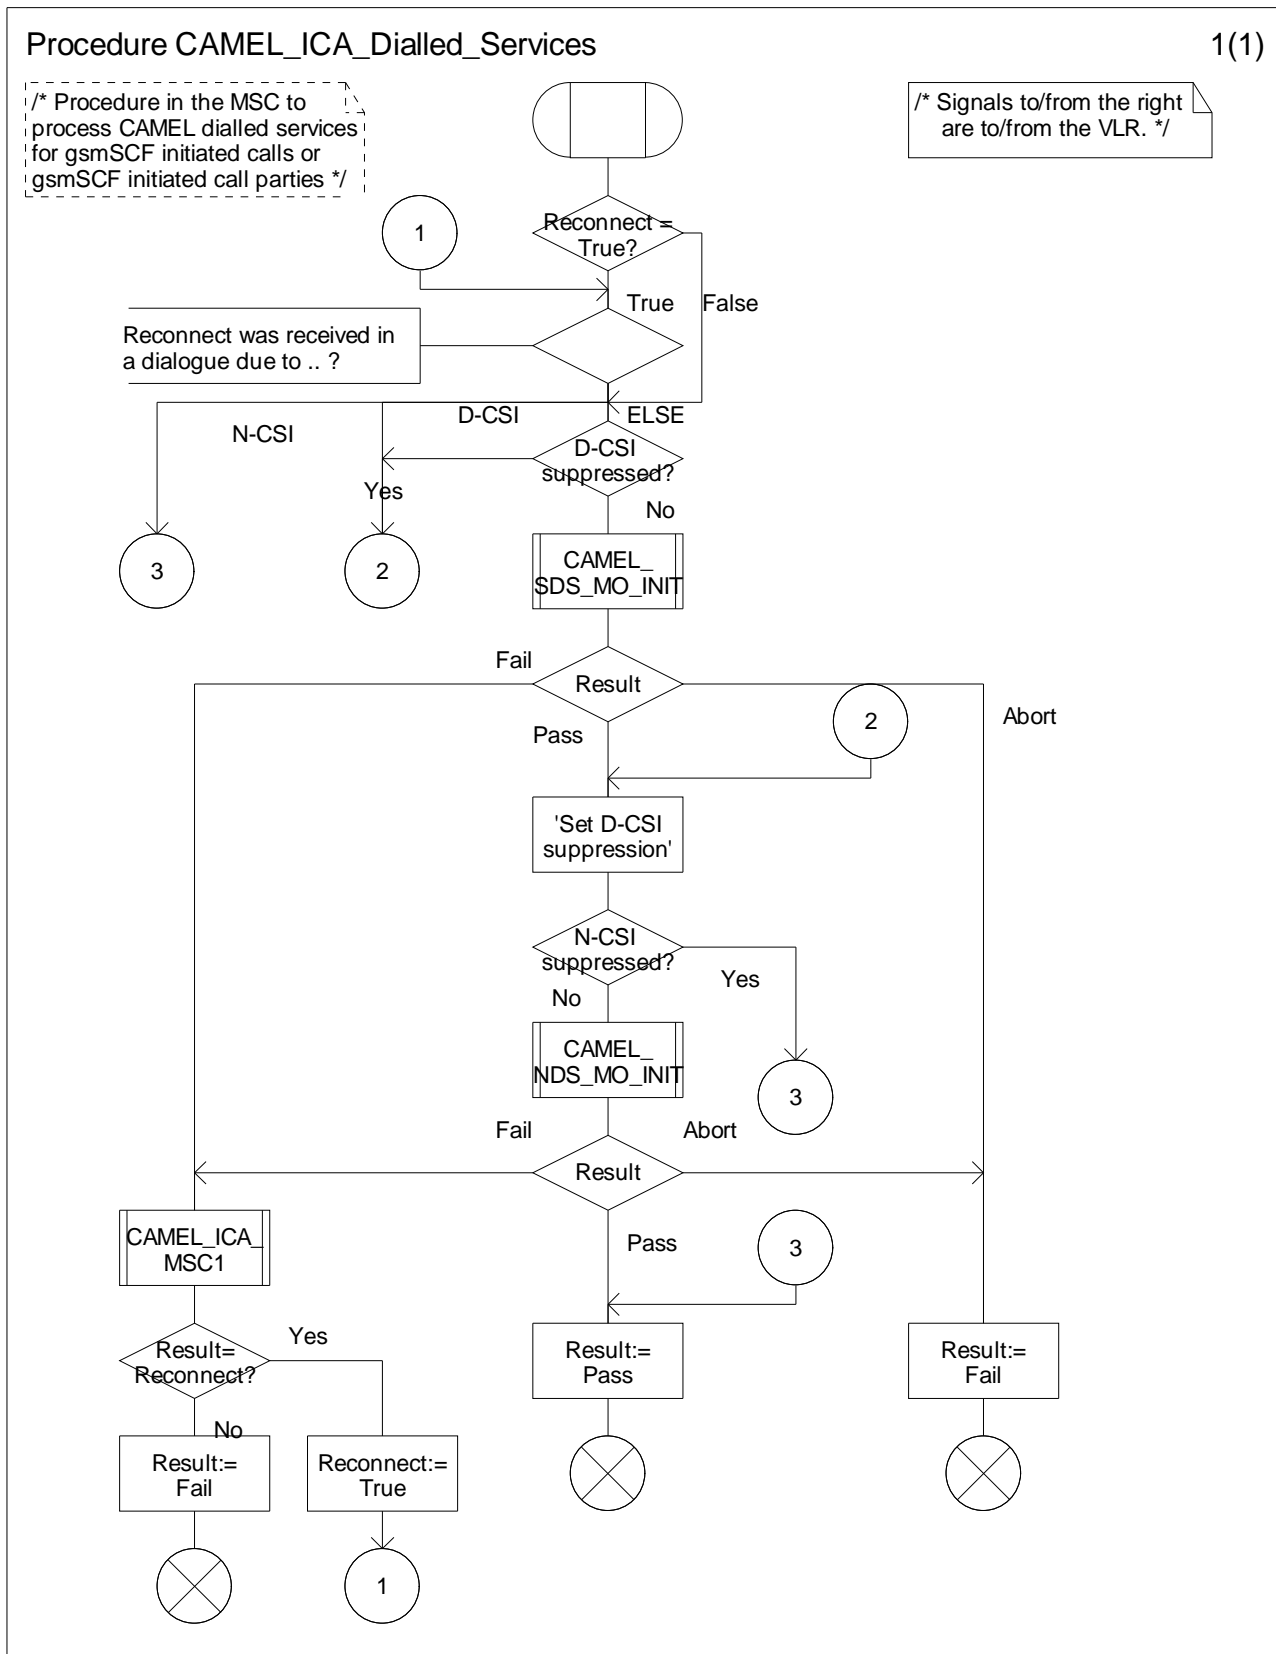 Procedure CAMEL_ICA_Dialled_Services
1(1)
/* Procedure in the MSC to
process CAMEL dialled services
for gsmSCF initiated calls or
gsmSCF initiated call parties */
/* Signals to/from the right
are to/from the VLR. */
1
Reconnect =
True?
True
False
Reconnect was received in
a dialogue due to .. ?
N-CSI
D-CSI
ELSE
D-CSI
suppressed?
Yes
No
3
2
CAMEL_
SDS_MO_INIT
Fail
Result
Abort
Pass
2
'Set D-CSI
suppression'
N-CSI
suppressed?
Yes
No
CAMEL_
NDS_MO_INIT
3
Fail
Abort
Result
Pass
3
CAMEL_ICA_
MSC1
Result=
Reconnect?
Yes
No
Result:=
Pass
Result:=
Fail
Result:=
Fail
Reconnect:=
True
1